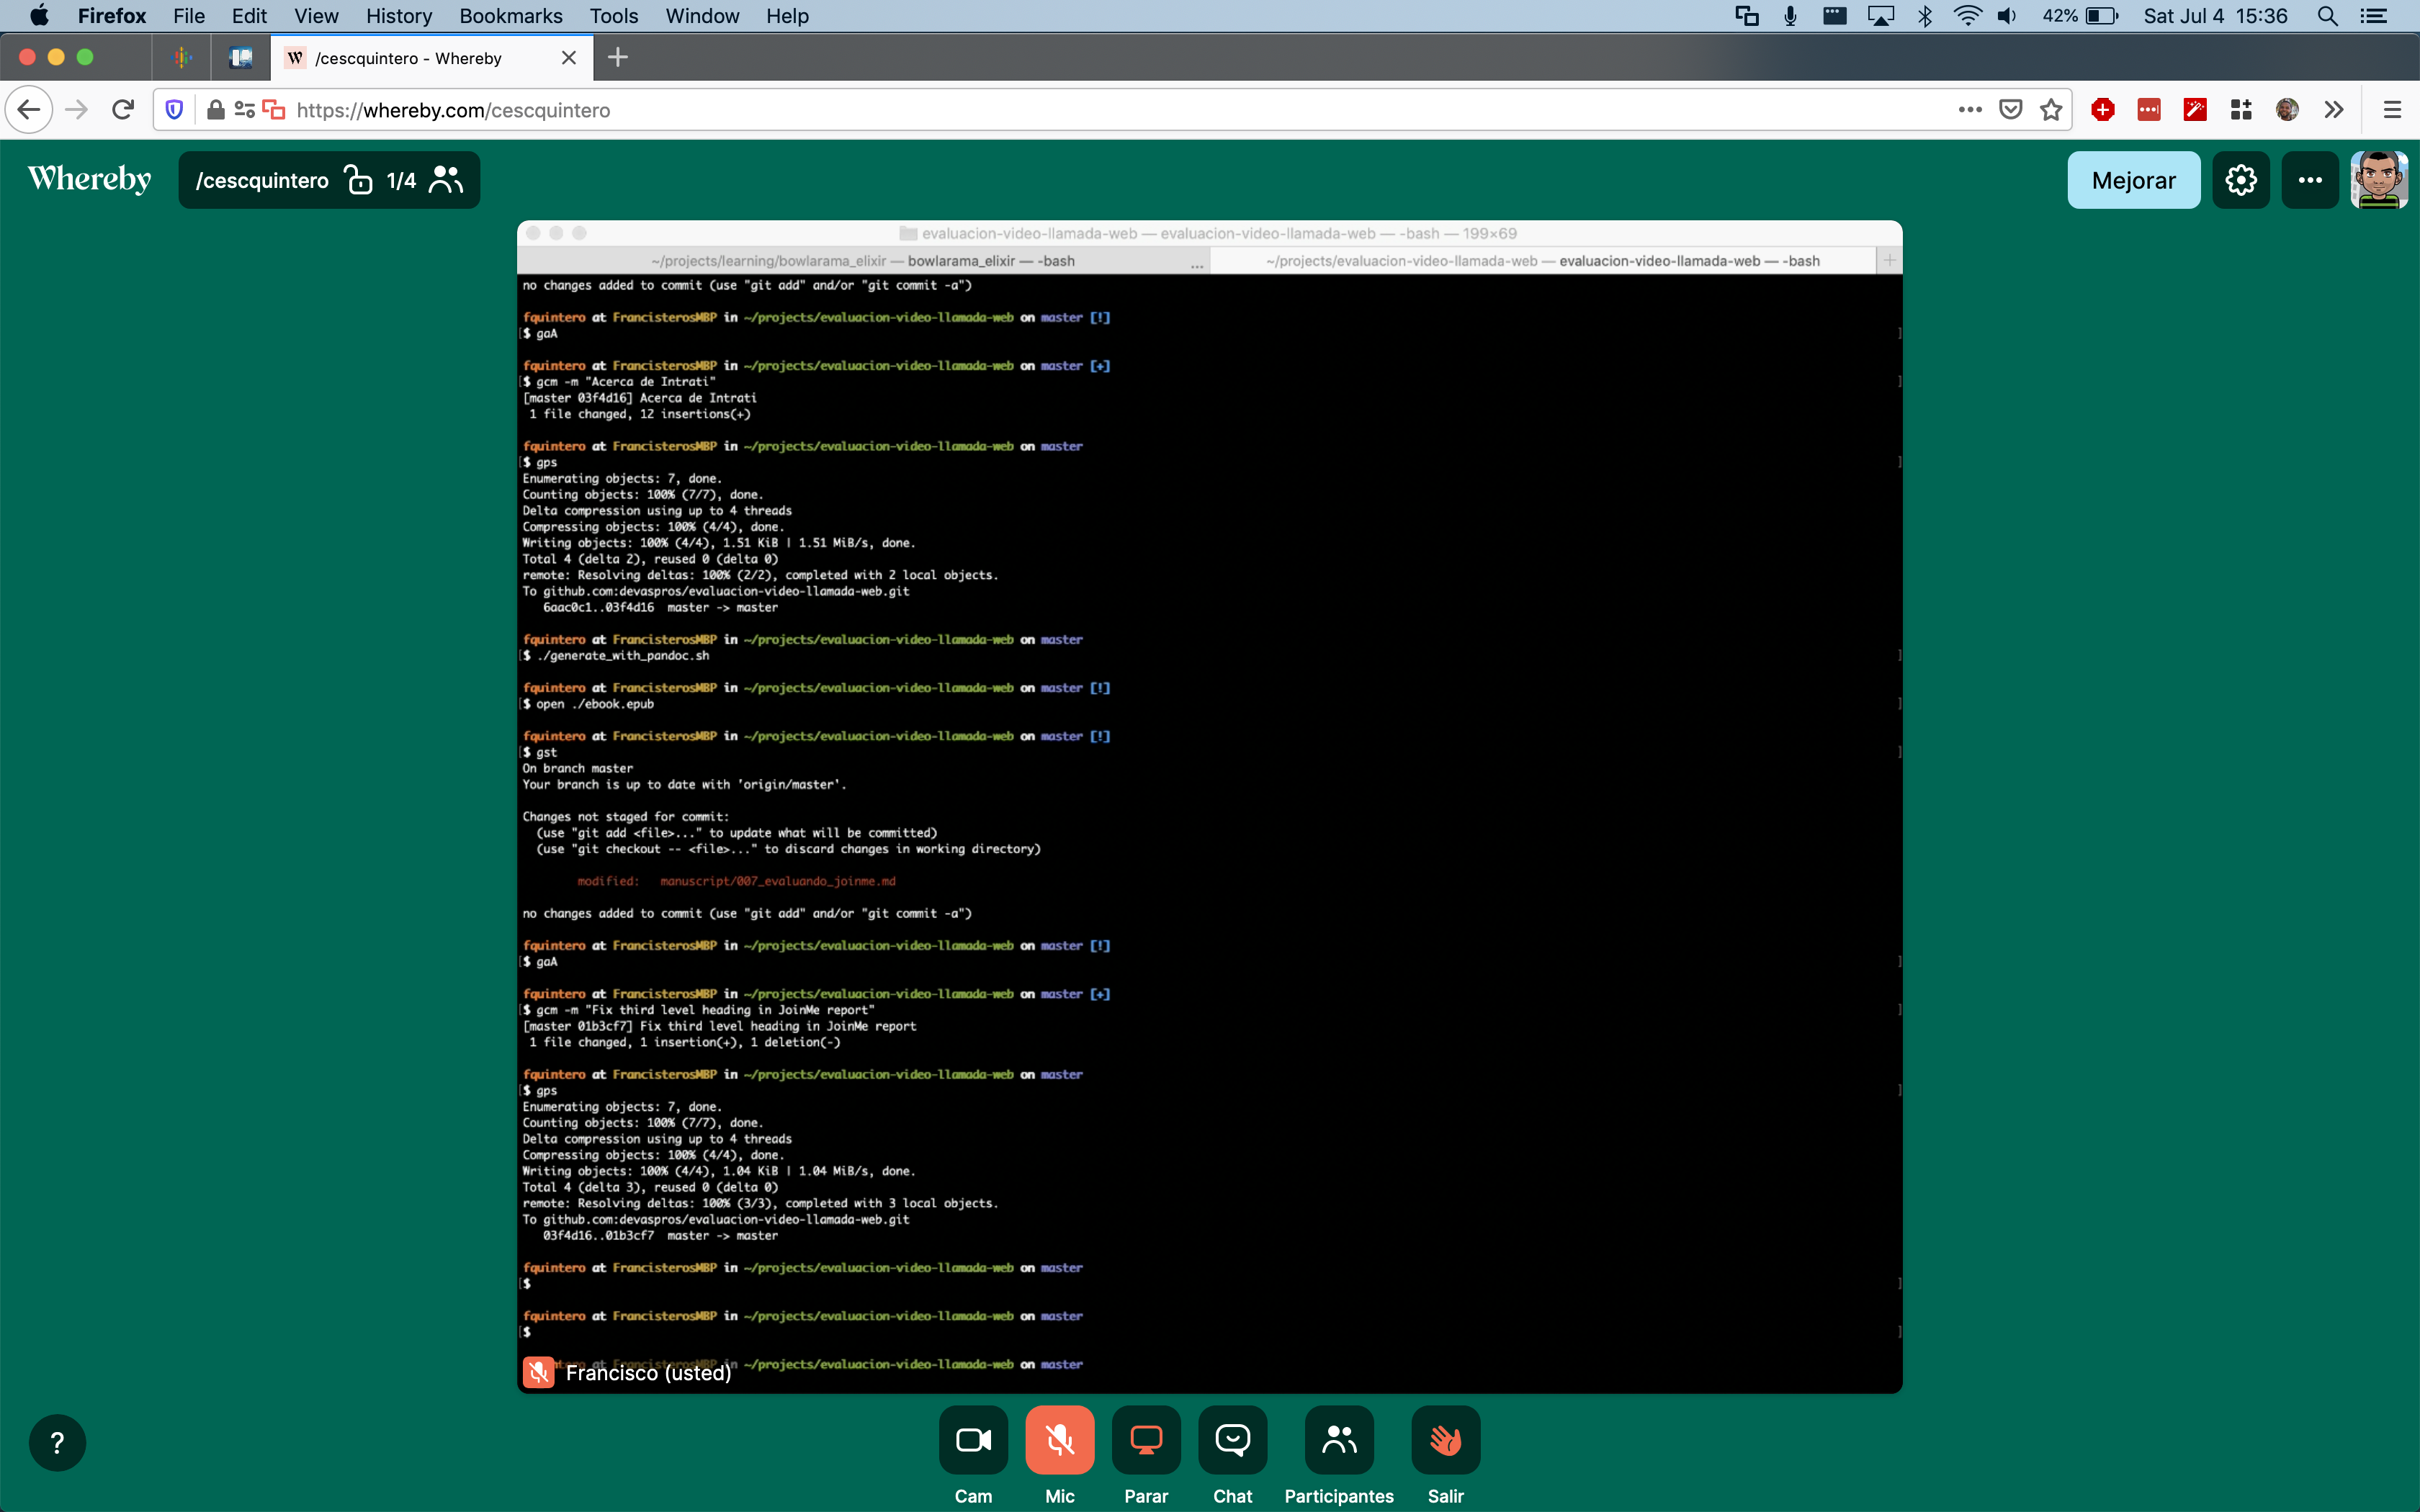 Firefox File Edit View History Bookmarks Tools Window Help 42% Sat Jul 4 15:36
W /cescquintero - Whereby
https://whereby.com/cescquintero
Whereby /cescquintero 1/4 Mejorar
evaluacion-video-llamada-web — evaluacion-video-llamada-web — -bash — 199×69
~/projects/learning/bowlarama_elixir — bowlarama_elixir — -bash ... ~/projects/evaluacion-video-llamada-web — evaluacion-video-llamada-web — -bash
no changes added to commit (use "git add" and/or "git commit -a")
fquintero at FrancisterosMBP in ~/projects/evaluacion-video-llamada-web on master [!]
[$ gaA ]
fquintero at FrancisterosMBP in ~/projects/evaluacion-video-llamada-web on master [+]
[$ gcm -m "Acerca de Intrati" ]
[master 03f4d16] Acerca de Intrati
1 file changed, 12 insertions(+)
fquintero at FrancisterosMBP in ~/projects/evaluacion-video-llamada-web on master
[$ gps ]
Enumerating objects: 7, done.
Counting objects: 100% (7/7), done.
Delta compression using up to 4 threads
Compressing objects: 100% (4/4), done.
Writing objects: 100% (4/4), 1.51 KiB | 1.51 MiB/s, done.
Total 4 (delta 2), reused 0 (delta 0)
remote: Resolving deltas: 100% (2/2), completed with 2 local objects.
To github.com:devaspros/evaluacion-video-llamada-web.git
6aac0c1..03f4d16 master -> master
fquintero at FrancisterosMBP in ~/projects/evaluacion-video-llamada-web on master
[$ ./generate_with_pandoc.sh ]
fquintero at FrancisterosMBP in ~/projects/evaluacion-video-llamada-web on master [!]
[$ open ./ebook.epub ]
fquintero at FrancisterosMBP in ~/projects/evaluacion-video-llamada-web on master [!]
[$ gst ]
On branch master
Your branch is up to date with 'origin/master'.
Changes not staged for commit:
(use "git add <file>..." to update what will be committed)
(use "git checkout -- <file>..." to discard changes in working directory)
modified: manuscript/007_evaluando_joinme.md
no changes added to commit (use "git add" and/or "git commit -a")
fquintero at FrancisterosMBP in ~/projects/evaluacion-video-llamada-web on master [!]
[$ gaA ]
fquintero at FrancisterosMBP in ~/projects/evaluacion-video-llamada-web on master [+]
[$ gcm -m "Fix third level heading in JoinMe report" ]
[master 01b3cf7] Fix third level heading in JoinMe report
1 file changed, 1 insertion(+), 1 deletion(-)
fquintero at FrancisterosMBP in ~/projects/evaluacion-video-llamada-web on master
[$ gps ]
Enumerating objects: 7, done.
Counting objects: 100% (7/7), done.
Delta compression using up to 4 threads
Compressing objects: 100% (4/4), done.
Writing objects: 100% (4/4), 1.04 KiB | 1.04 MiB/s, done.
Total 4 (delta 3), reused 0 (delta 0)
remote: Resolving deltas: 100% (3/3), completed with 3 local objects.
To github.com:devaspros/evaluacion-video-llamada-web.git
03f4d16..01b3cf7 master -> master
fquintero at FrancisterosMBP in ~/projects/evaluacion-video-llamada-web on master
[$ ]
fquintero at FrancisterosMBP in ~/projects/evaluacion-video-llamada-web on master
[$ ]
at FrancisterosMBP in ~/projects/evaluacion-video-llamada-web on master
Francisco (usted)
?
Cam Mic Parar Chat Participantes Salir